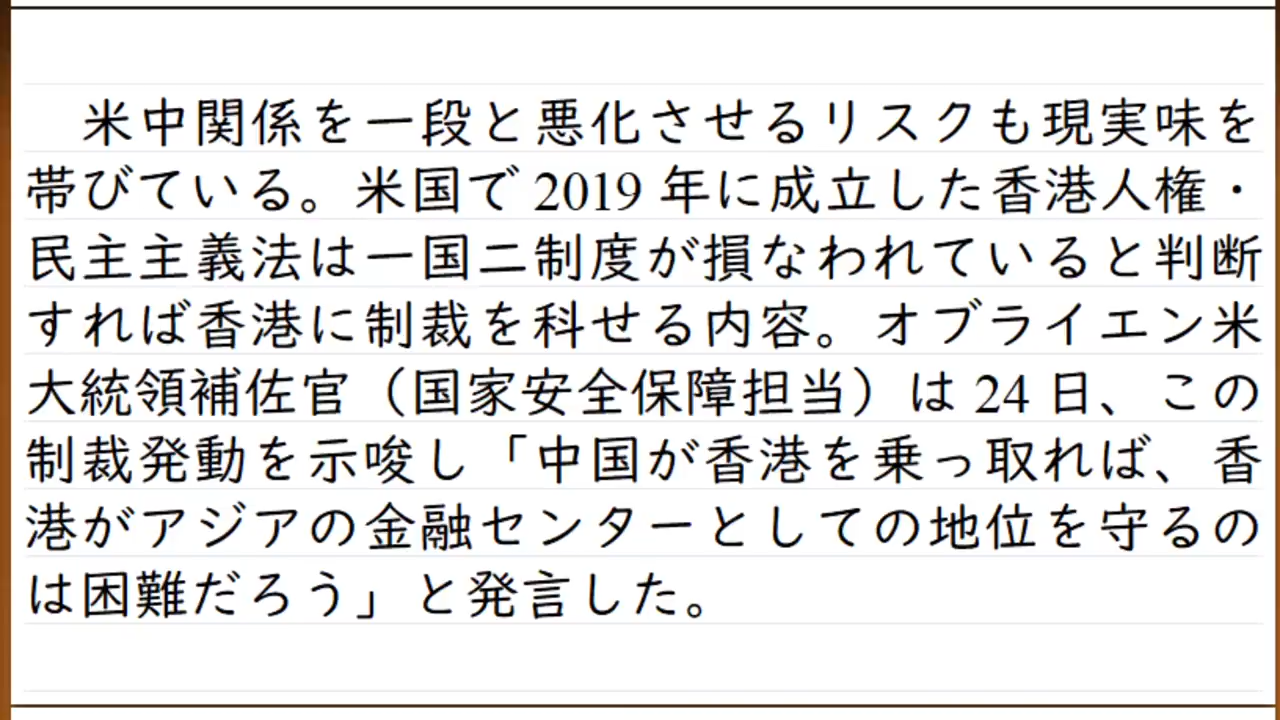 米中関係を一段と悪化させるリスクも現実味を
帯びている。米国で 2019 年に成立した香港人権・
民主主義法は一国二制度が損なわれていると判断
すれば香港に制裁を科せる内容。オブライエン米
大統領補佐官（国家安全保障担当）は 24 日、この
制裁発動を示唆し「中国が香港を乗っ取れば、香
港がアジアの金融センターとしての地位を守るの
は困難だろう」と発言した。